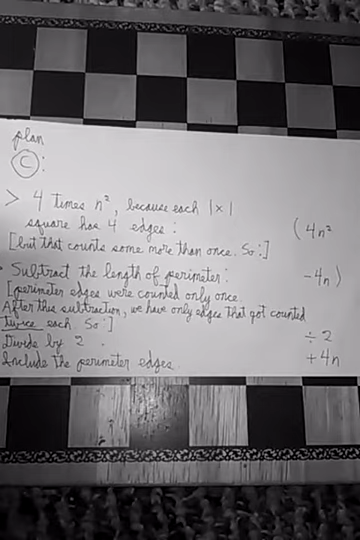 plan
C:
> 4 times n², because each 1x1
square has 4 edges: (4n²
[but that counts some more than once. So:]
Subtract the length of perimeter: -4n)
[perimeter edges were counted only once.
After this subtraction, we have only edges that got counted
twice each. So:]
Divide by 2. ÷2
Include the perimeter edges. +4n